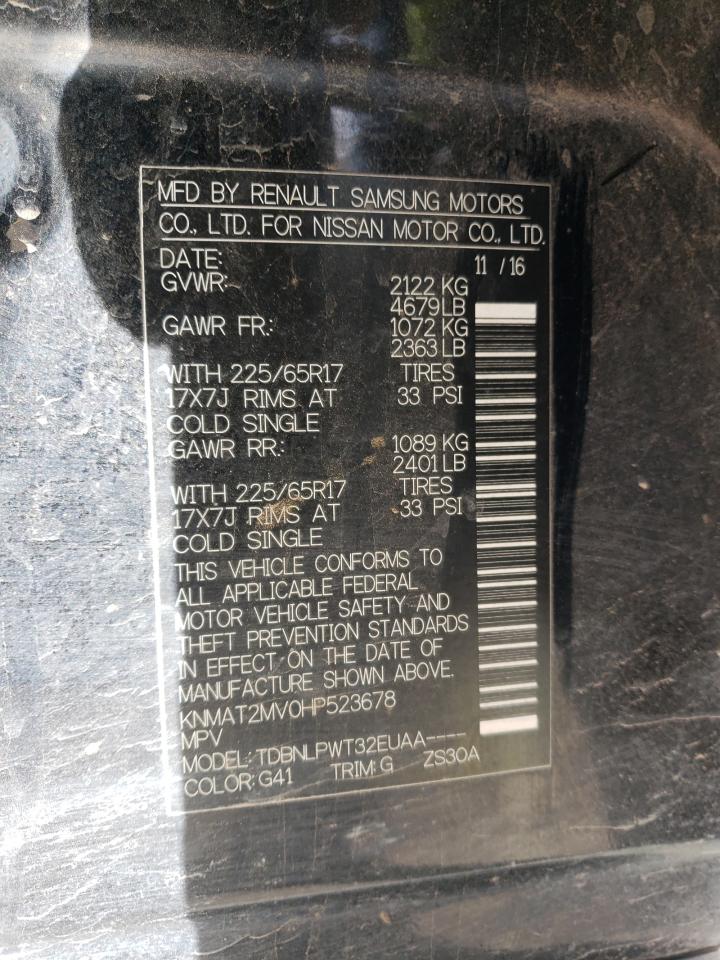 MFD BY RENAULT SAMSUNG MOTORS
CO., LTD. FOR NISSAN MOTOR CO., LTD.
DATE: 11 / 16
GVWR: 2122 KG
4679 LB
GAWR FR.: 1072 KG
2363 LB
WITH 225/65R17 TIRES
17X7J RIMS AT 33 PSI
COLD SINGLE
GAWR RR.: 1089 KG
2401 LB
WITH 225/65R17 TIRES
17X7J RIMS AT 33 PSI
COLD SINGLE
THIS VEHICLE CONFORMS TO
ALL APPLICABLE FEDERAL
MOTOR VEHICLE SAFETY AND
THEFT PREVENTION STANDARDS
IN EFFECT ON THE DATE OF
MANUFACTURE SHOWN ABOVE.
KNMAT2MV0HP523678
MPV
MODEL: TDBNLPWT32EUAA----
COLOR: G41 TRIM: G ZS30A